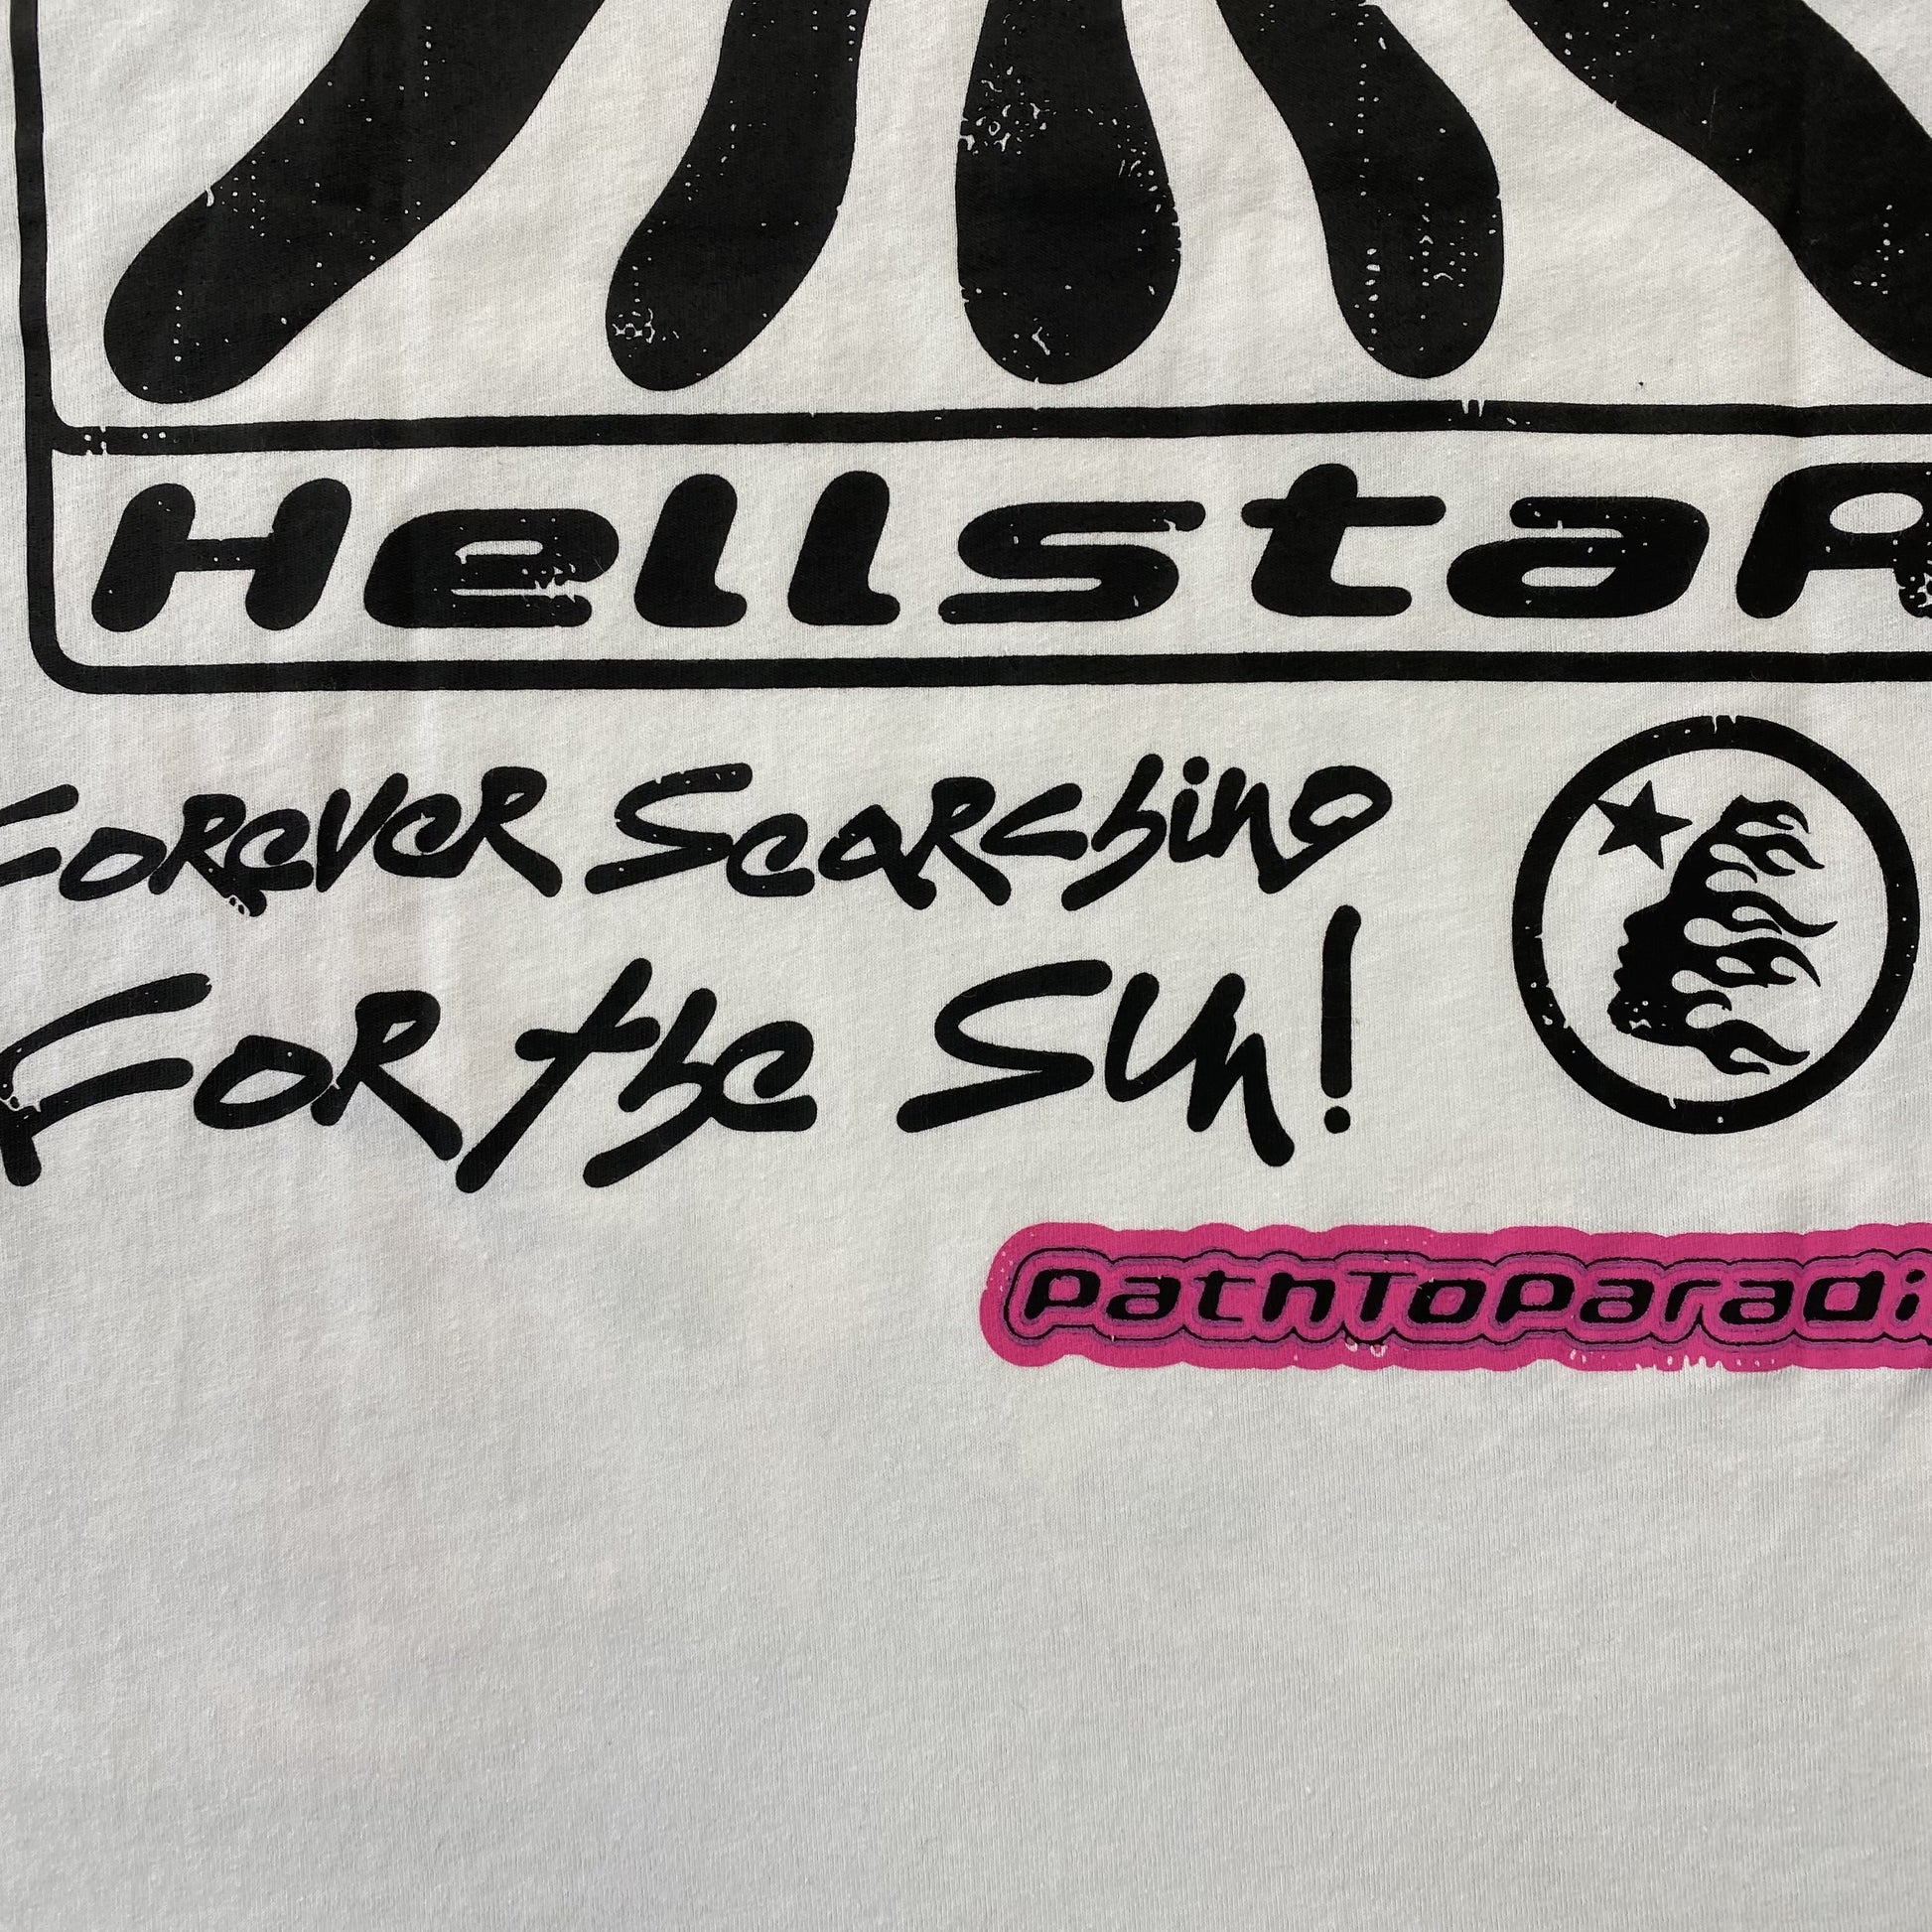 HellstaR
FOREVER SEARching
FOR the SUn!
PathToParadi